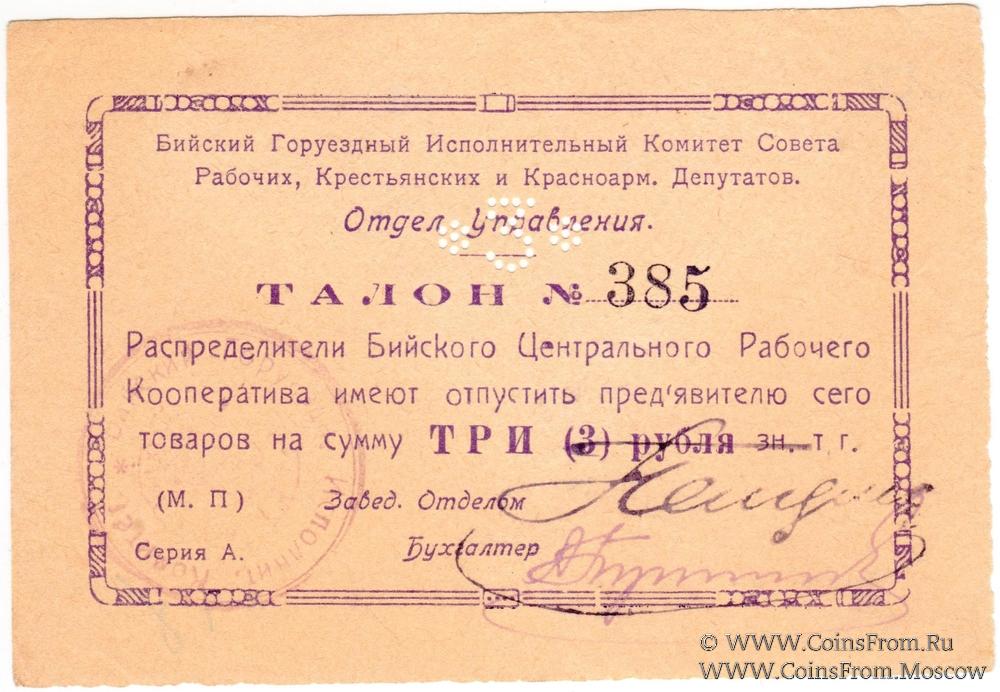 Бийский Горуездный Исполнительный Комитет Совета
Рабочих, Крестьянских и Красноарм. Депутатов.
Отдел Управления.
*3*
ТАЛОН № 385
Распределители Бийского Центрального Рабочего
Кооператива имеют отпустить пред'явителю сего
товаров на сумму ТРИ (3) рубля зн. т г.
(М. П) Завед. Отделом
Серия А. Бухгалтер
© WWW.CoinsFrom.Ru
WWW.CoinsFrom.Moscow